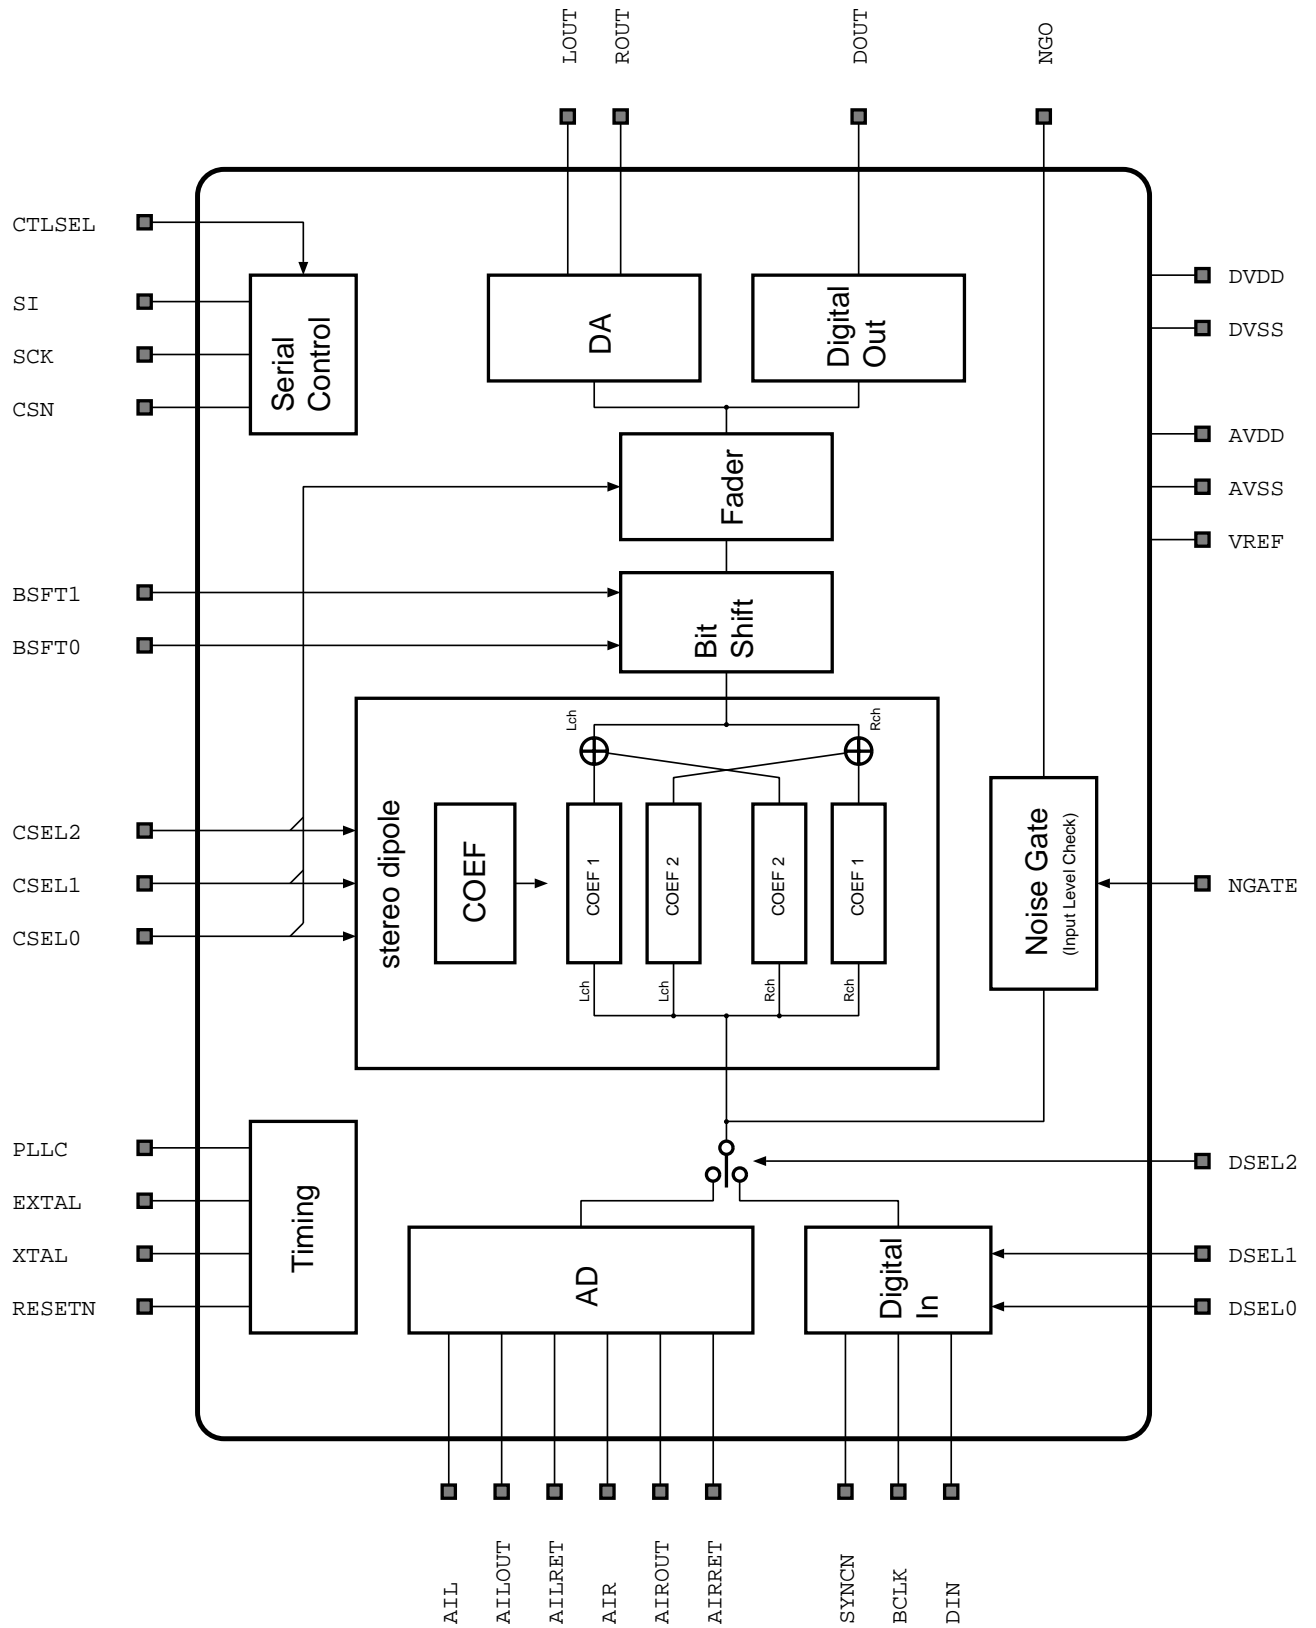 LOUT
ROUT
DOUT
NGO
CTLSEL
SI
SCK
CSN
Serial
Control
DA
Digital
Out
DVDD
DVSS
AVDD
AVSS
VREF
Fader
BSFT1
BSFT0
Bit
Shift
Lch
Rch
CSEL2
CSEL1
CSEL0
stereo dipole
COEF
COEF 1
COEF 2
COEF 2
COEF 1
Lch
Lch
Rch
Rch
Noise Gate
(Input Level Check)
NGATE
PLLC
EXTAL
XTAL
RESETN
Timing
AD
Digital
In
DSEL2
DSEL1
DSEL0
AIL
AILOUT
AILRET
AIR
AIROUT
AIRRET
SYNCN
BCLK
DIN